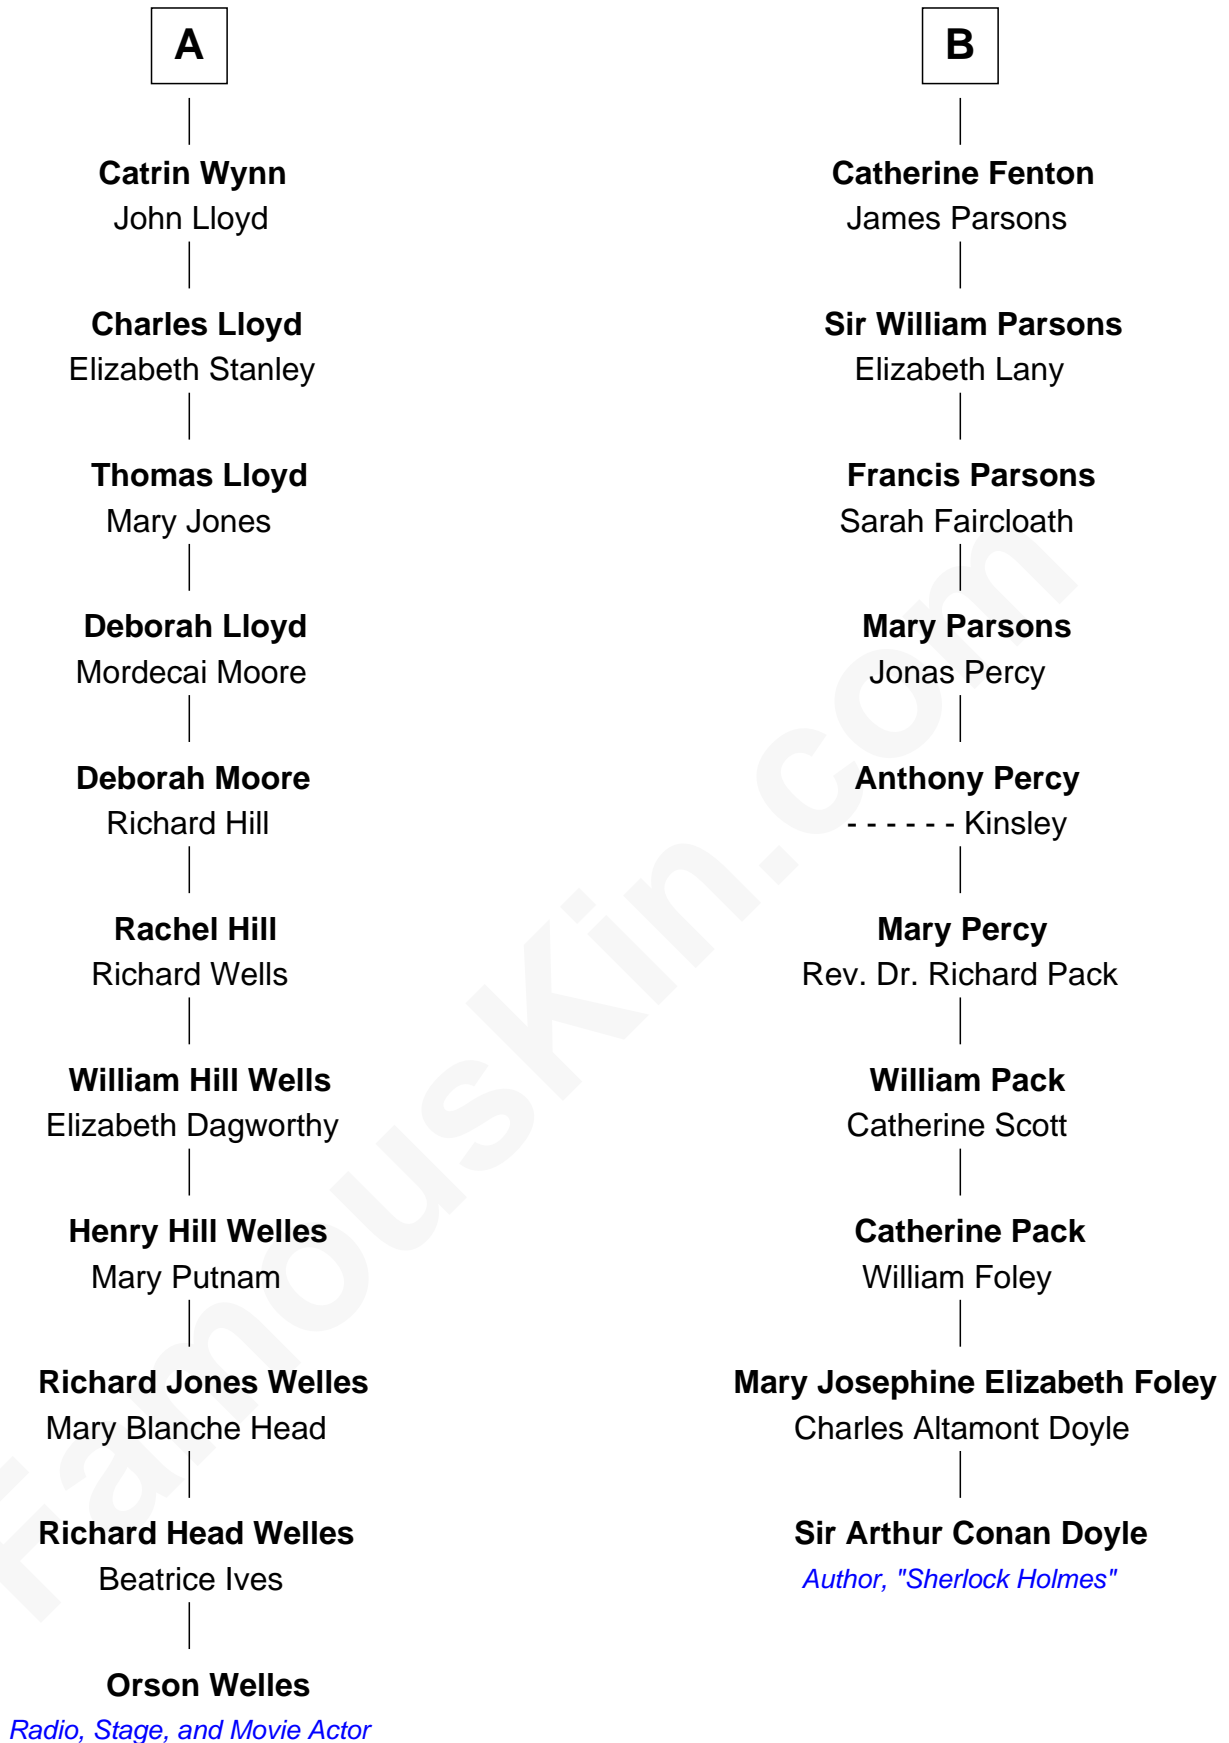 A
Catrin Wynn
John Lloyd
Charles Lloyd
Elizabeth Stanley
Thomas Lloyd
Mary Jones
Deborah Lloyd
Mordecai Moore
Deborah Moore
Richard Hill
Rachel Hill
Richard Wells
William Hill Wells
Elizabeth Dagworthy
Henry Hill Welles
Mary Putnam
Richard Jones Welles
Mary Blanche Head
Richard Head Welles
Beatrice Ives
Orson Welles
Radio, Stage, and Movie Actor
B
Catherine Fenton
James Parsons
Sir William Parsons
Elizabeth Lany
Francis Parsons
Sarah Faircloath
Mary Parsons
Jonas Percy
Anthony Percy
- - - - - - Kinsley
Mary Percy
Rev. Dr. Richard Pack
William Pack
Catherine Scott
Catherine Pack
William Foley
Mary Josephine Elizabeth Foley
Charles Altamont Doyle
Sir Arthur Conan Doyle
Author, "Sherlock Holmes"
FamousKin.com